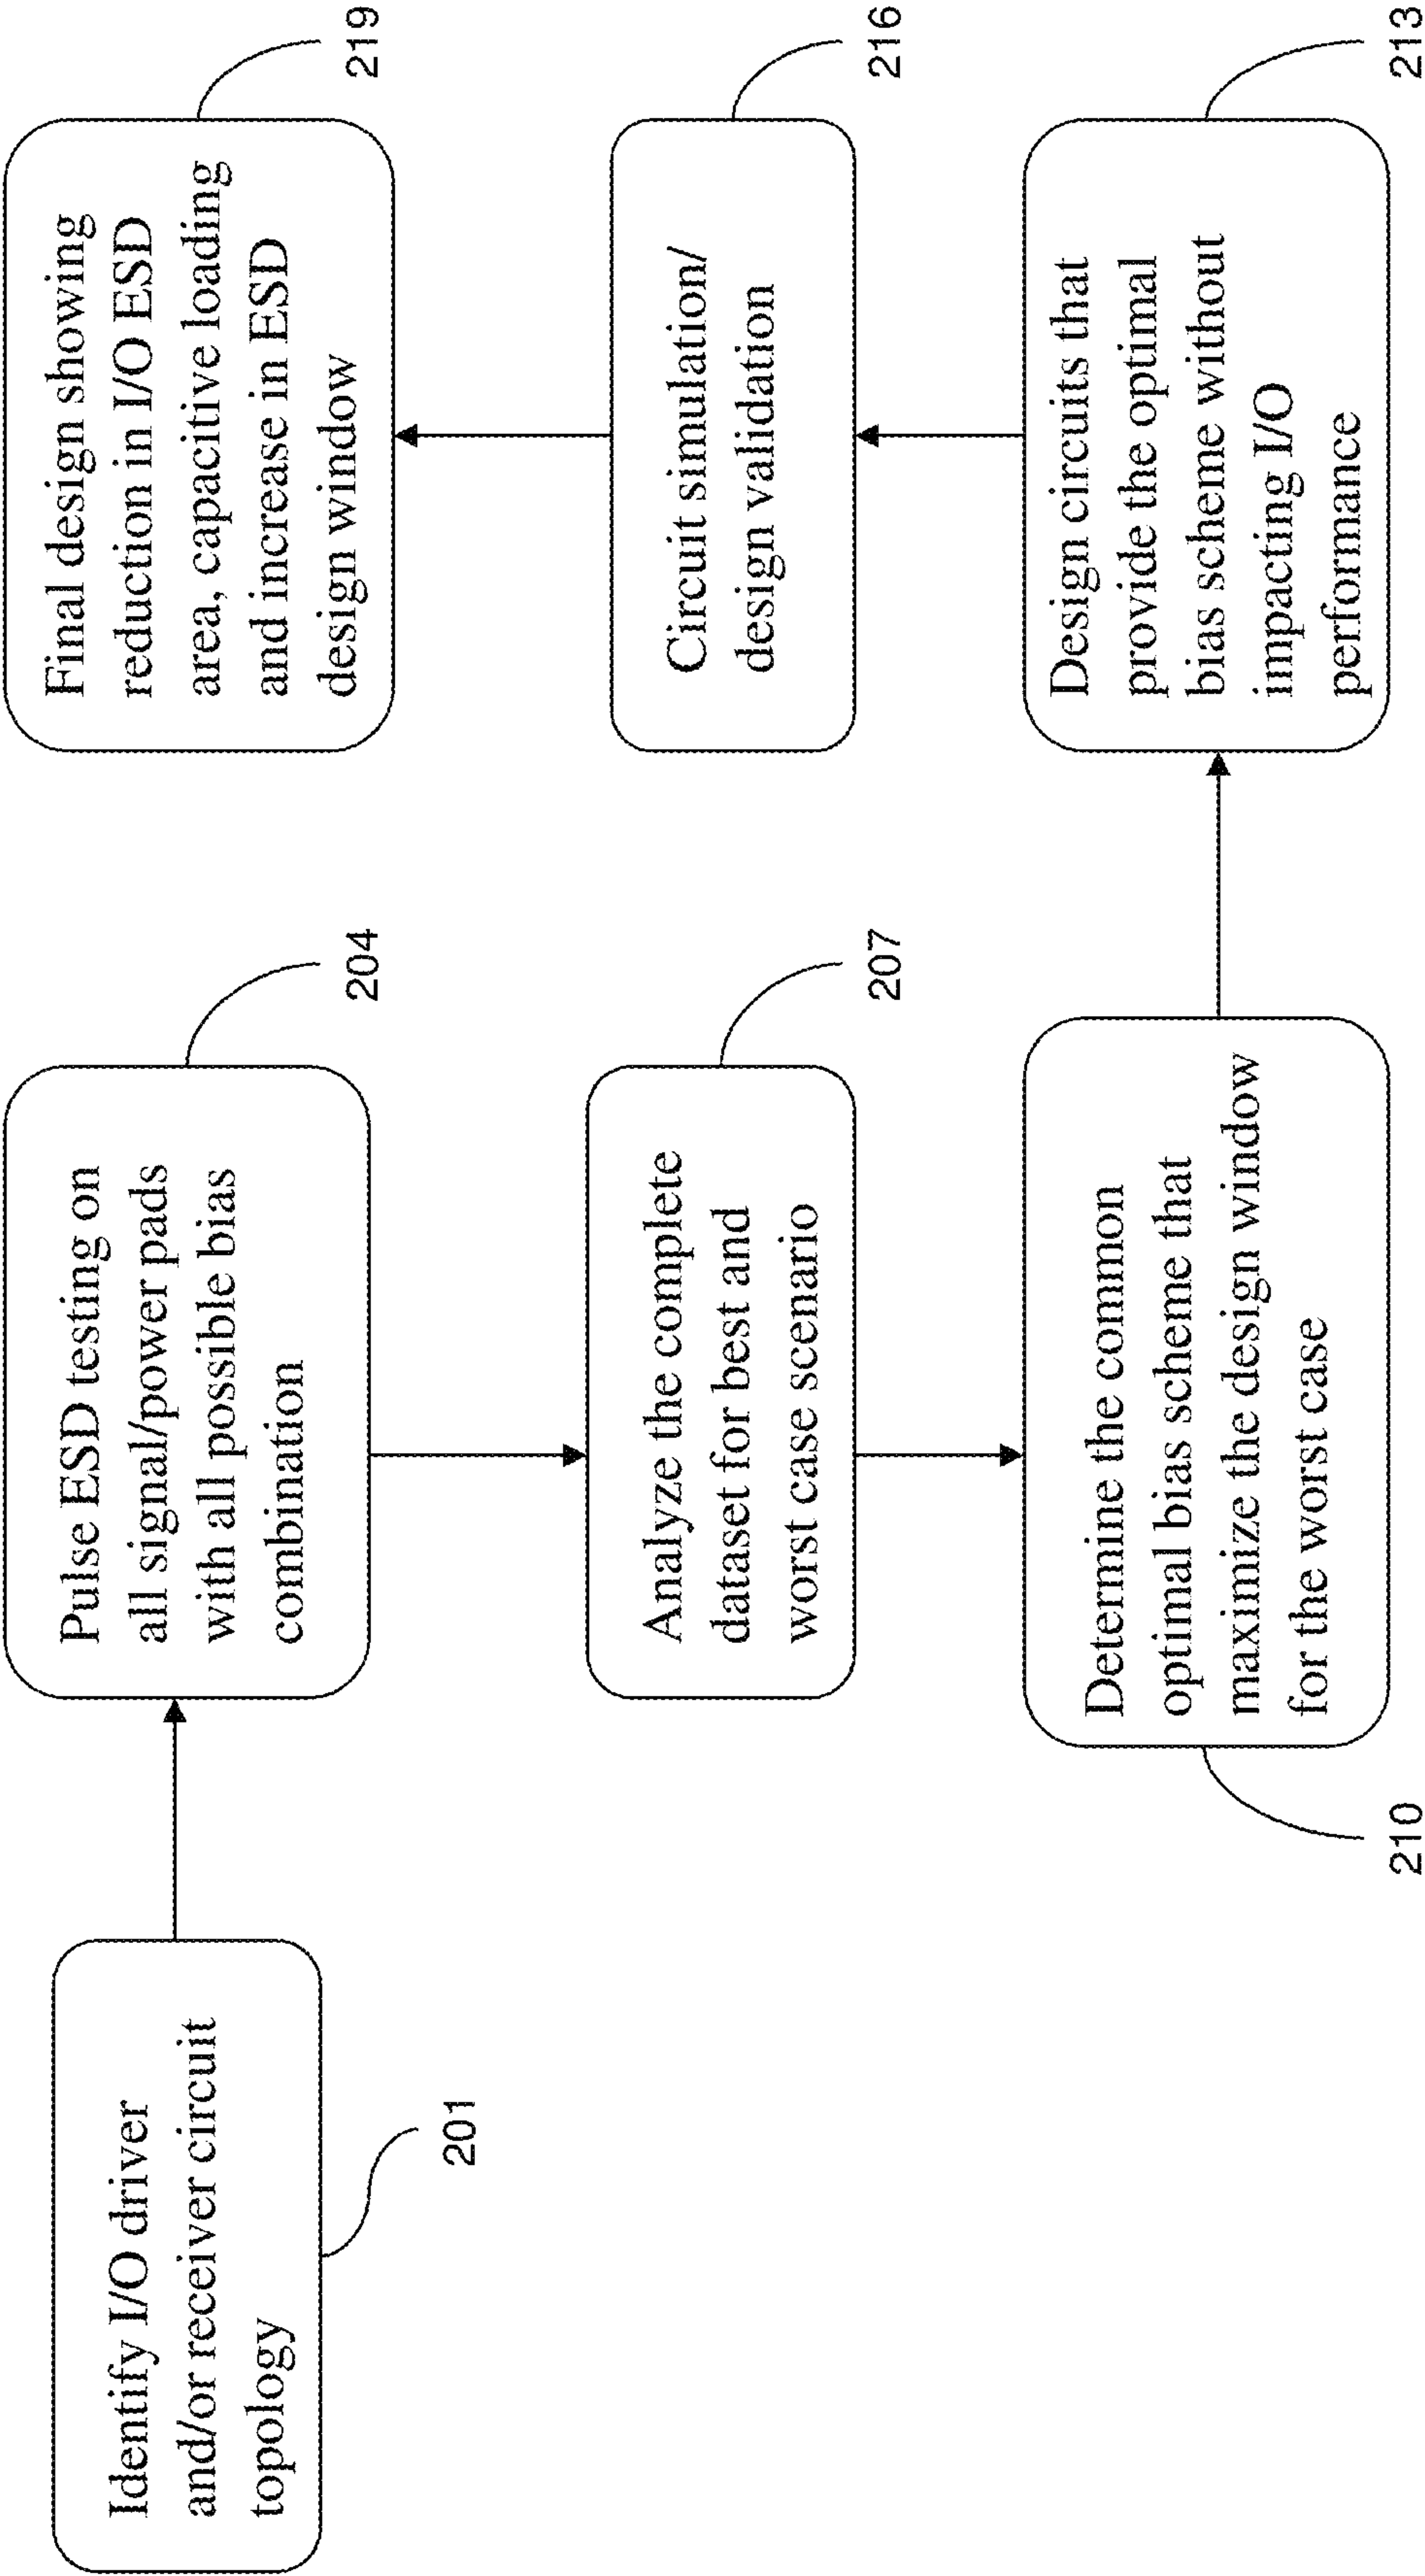 Identify I/O driver
and/or receiver circuit
topology
201
Pulse ESD testing on
all signal/power pads
with all possible bias
combination
204
Analyze the complete
dataset for best and
worst case scenario
207
Determine the common
optimal bias scheme that
maximize the design window
for the worst case
210
Design circuits that
provide the optimal
bias scheme without
impacting I/O
performance
213
Circuit simulation/
design validation
216
Final design showing
reduction in I/O ESD
area, capacitive loading
and increase in ESD
design window
219